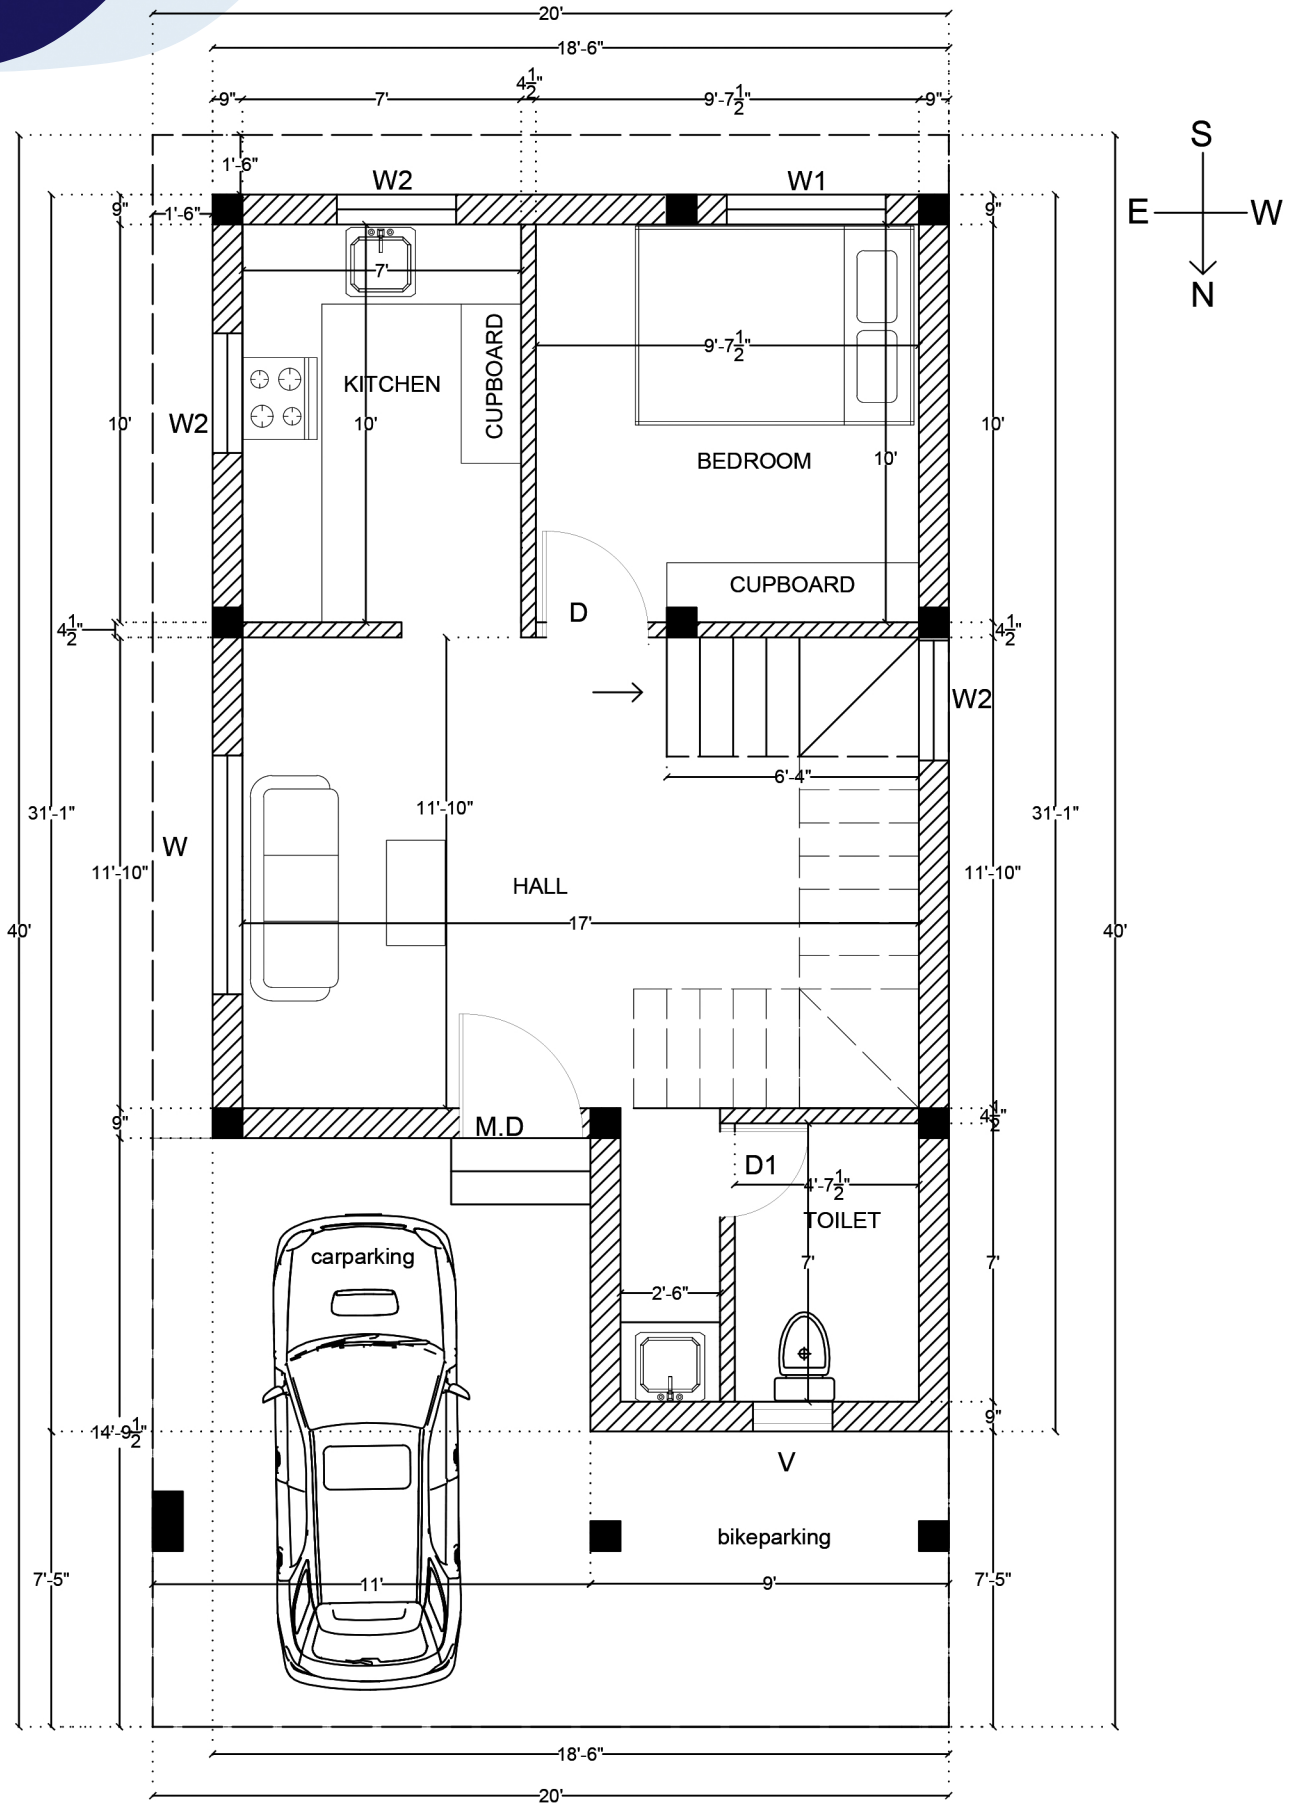 20'
18'-6"
4½"
9"
7'
9'-7½"
9"
S
E
W
N
1'-6"
W2
W1
9"
1'-6"
9"
7'
9'-7½"
CUPBOARD
KITCHEN
W2
10'
10'
10'
10'
BEDROOM
CUPBOARD
D
4½"
4½"
W2
6'-4"
31'-1"
11'-10"
31'-1"
W
11'-10"
11'-10"
HALL
17'
40'
40'
9"
M.D
4½"
D1
4'-7½"
TOILET
carparking
7'
7'
2'-6"
9"
14'-9½"
V
bikeparking
7'-5"
11'
9'
7'-5"
18'-6"
20'